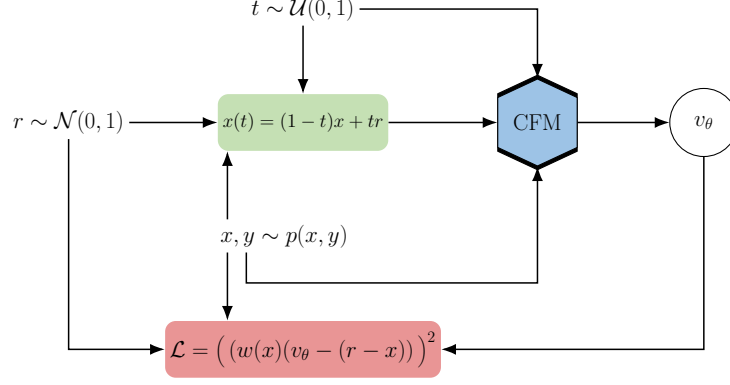 t ∼ 𝒰(0, 1)
r ∼ 𝒩(0, 1)
x(t) = (1 − t)x + tr
CFM
v_θ
x, y ∼ p(x, y)
ℒ = ( (w(x)(v_θ − (r − x)) )^2